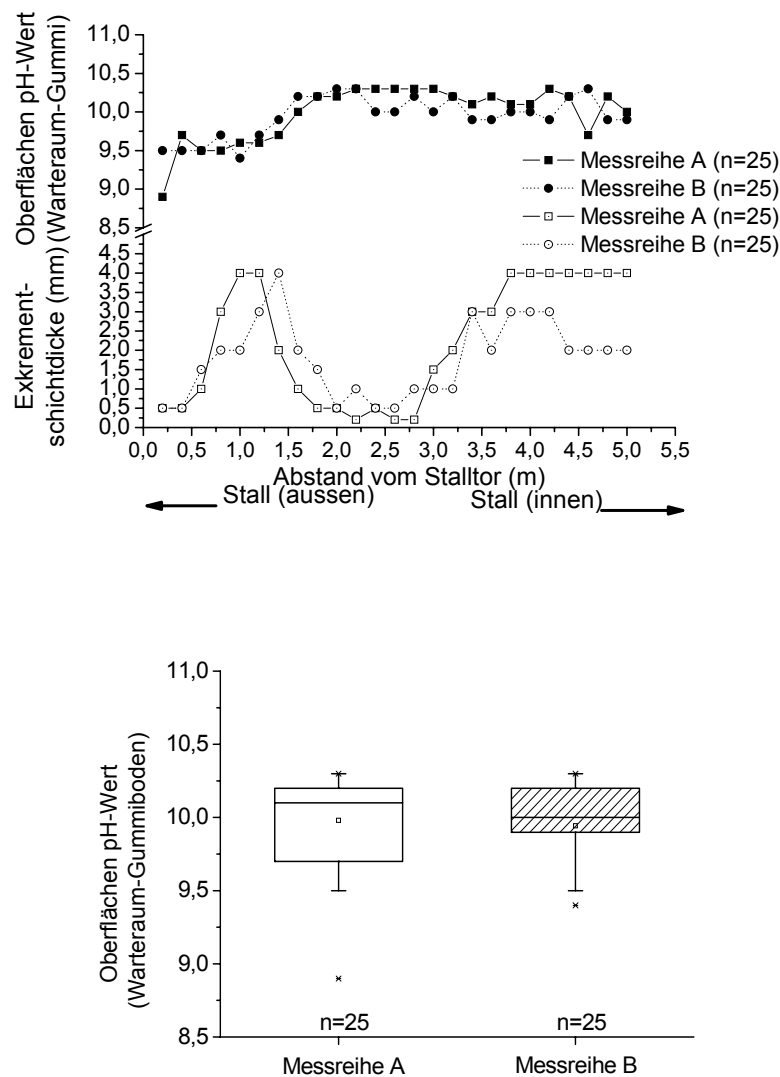 Oberflächen pH-Wert
(Warteraum-Gummi)
11,0
10,5
10,0
9,5
9,0
8,5
Messreihe A (n=25)
Messreihe B (n=25)
Messreihe A (n=25)
Messreihe B (n=25)
Exkrement-
schichtdicke (mm)
4,5
4,0
3,5
3,0
2,5
2,0
1,5
1,0
0,5
0,0
0,0 0,5 1,0 1,5 2,0 2,5 3,0 3,5 4,0 4,5 5,0 5,5
Abstand vom Stalltor (m)
Stall (aussen) Stall (innen)
Oberflächen pH-Wert
(Warteraum-Gummiboden)
11,0
10,5
10,0
9,5
9,0
8,5
n=25 n=25
Messreihe A Messreihe B